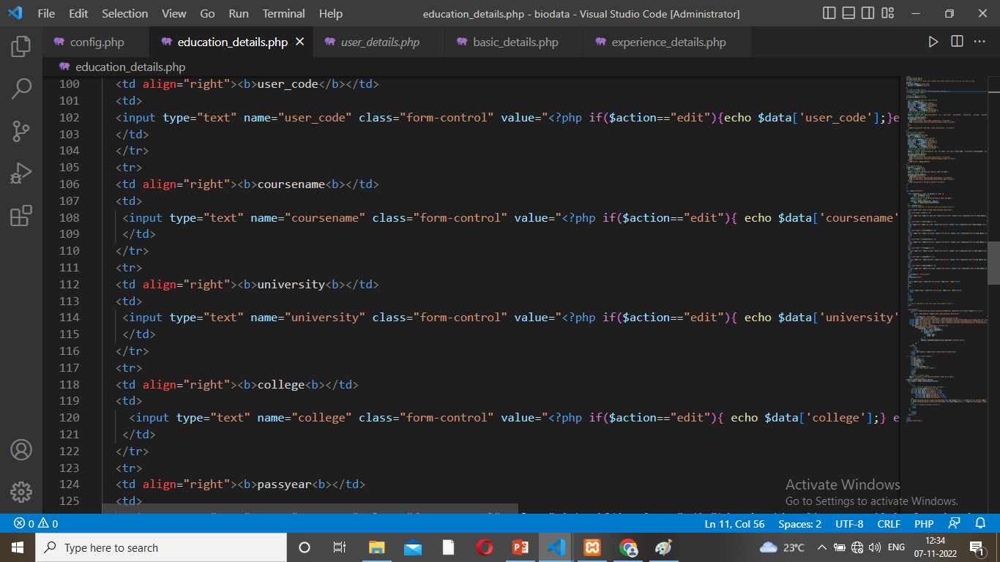 File Edit Selection View Go Run Terminal Help education_details.php - biodata - Visual Studio Code [Administrator]
config.php education_details.php user_details.php basic_details.php experience_details.php
education_details.php
100 <td align="right"><b>user_code</b></td>
101 <td>
102 <input type="text" name="user_code" class="form-control" value="<?php if($action=="edit"){echo $data['user_code'];}e
103 </td>
104 </tr>
105 <tr>
106 <td align="right"><b>coursename<b></td>
107 <td>
108 <input type="text" name="coursename" class="form-control" value="<?php if($action=="edit"){ echo $data['coursename'
109 </td>
110 </tr>
111 <tr>
112 <td align="right"><b>university<b></td>
113 <td>
114 <input type="text" name="university" class="form-control" value="<?php if($action=="edit"){ echo $data['university'
115 </td>
116 </tr>
117 <tr>
118 <td align="right"><b>college<b></td>
119 <td>
120 <input type="text" name="college" class="form-control" value="<?php if($action=="edit"){ echo $data['college'];} e
121 </td>
122 </tr>
123 <tr>
124 <td align="right"><b>passyear<b></td>
125 <td>
Activate Windows
Go to Settings to activate Windows.
0 0 Ln 11, Col 56 Spaces: 2 UTF-8 CRLF PHP
Type here to search 23°C ENG 12:34
07-11-2022 1